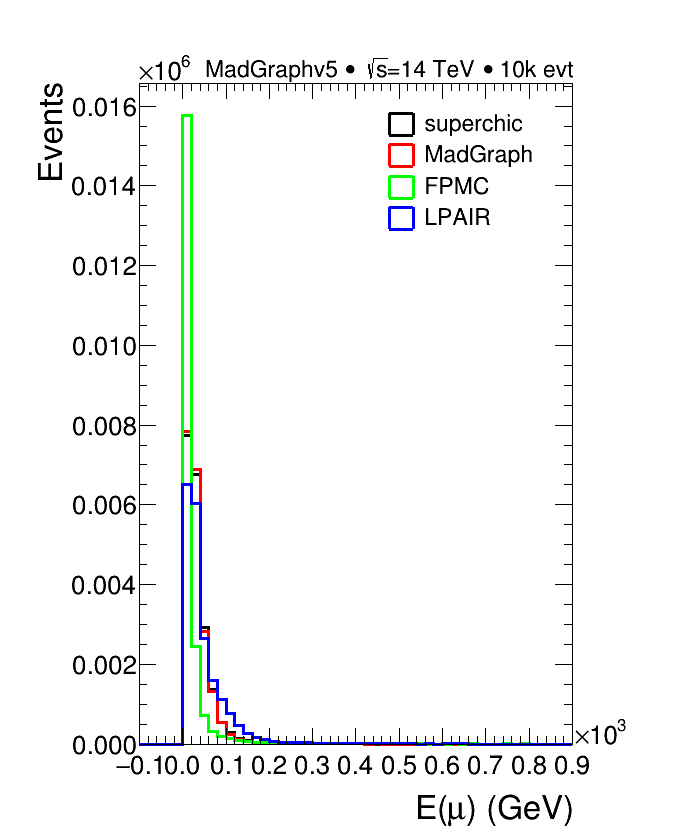 ×10⁶ MadGraphv5 • √s=14 TeV • 10k evt
Events
0.016
0.014
0.012
0.010
0.008
0.006
0.004
0.002
0.000
superchic
MadGraph
FPMC
LPAIR
−0.1 0.0 0.1 0.2 0.3 0.4 0.5 0.6 0.7 0.8 0.9
×10³
E(μ) (GeV)